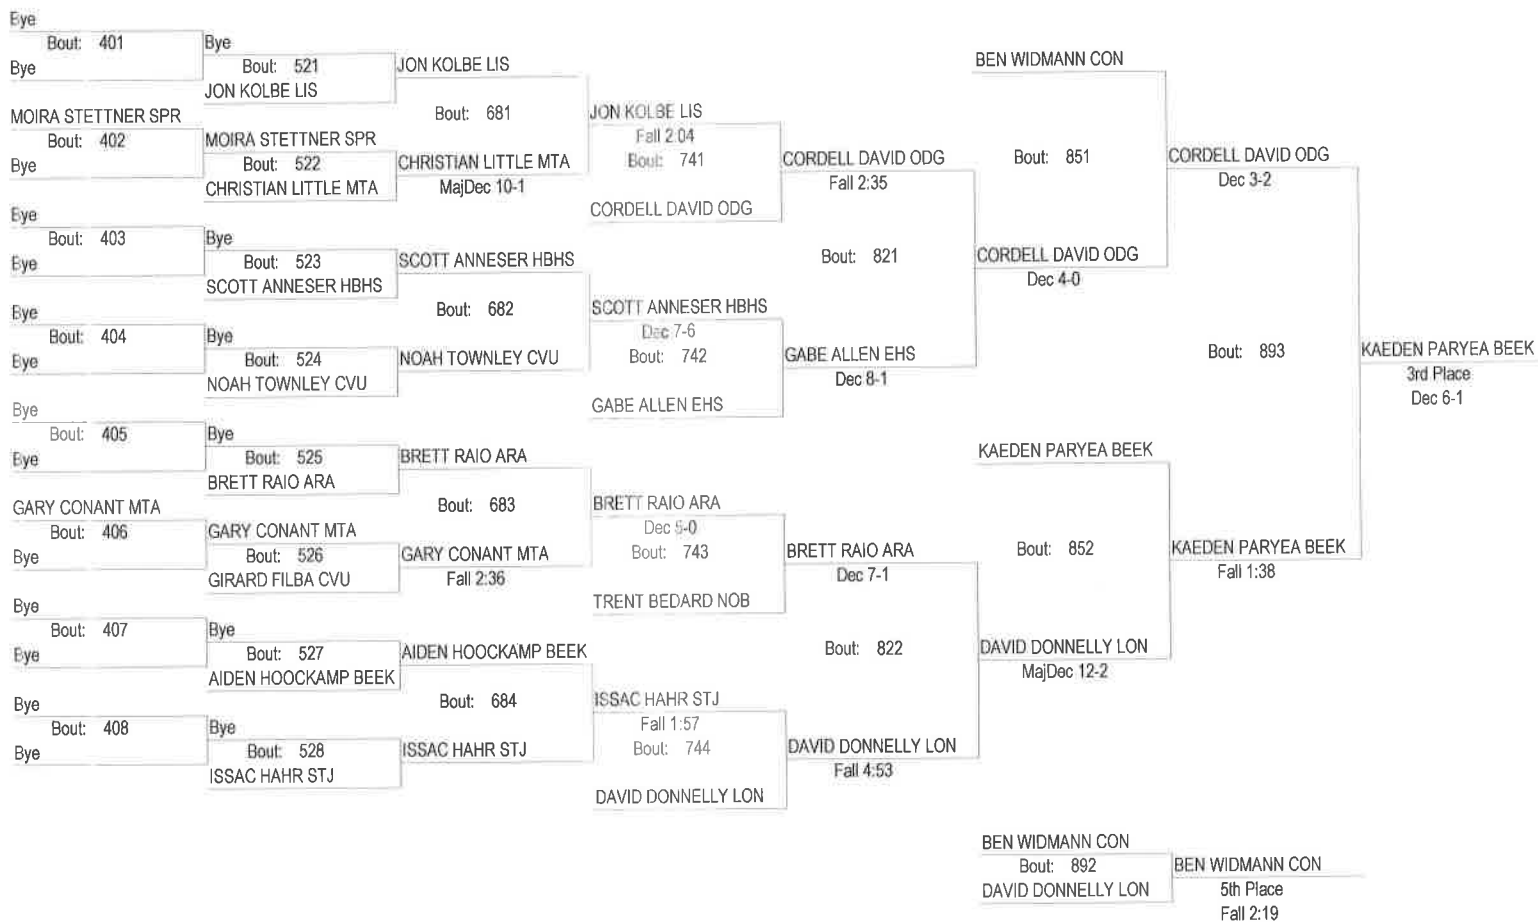 Bye
Bout: 401
Bye
Bye
Bout: 521
JON KOLBE LIS
JON KOLBE LIS
Bout: 681
MOIRA STETTNER SPR
Bout: 402
Bye
MOIRA STETTNER SPR
Bout: 522
CHRISTIAN LITTLE MTA
CHRISTIAN LITTLE MTA
MajDec 10-1
JON KOLBE LIS
Fall 2:04
Bout: 741
CORDELL DAVID ODG
CORDELL DAVID ODG
Fall 2:35
Bout: 821
Bye
Bout: 403
Bye
Bye
Bout: 523
SCOTT ANNESER HBHS
SCOTT ANNESER HBHS
Bout: 682
Bye
Bout: 404
Bye
Bye
Bout: 524
NOAH TOWNLEY CVU
NOAH TOWNLEY CVU
SCOTT ANNESER HBHS
Dec 7-6
Bout: 742
GABE ALLEN EHS
GABE ALLEN EHS
Dec 8-1
BEN WIDMANN CON
Bout: 851
CORDELL DAVID ODG
Dec 4-0
CORDELL DAVID ODG
Dec 3-2
Bout: 893
KAEDEN PARYEA BEEK
3rd Place
Dec 6-1
Bye
Bout: 405
Bye
Bye
Bout: 525
BRETT RAIO ARA
BRETT RAIO ARA
Bout: 683
GARY CONANT MTA
Bout: 406
Bye
GARY CONANT MTA
Bout: 526
GIRARD FILBA CVU
GARY CONANT MTA
Fall 2:36
BRETT RAIO ARA
Dec 5-0
Bout: 743
TRENT BEDARD NOB
BRETT RAIO ARA
Dec 7-1
Bout: 822
Bye
Bout: 407
Bye
Bye
Bout: 527
AIDEN HOOCKAMP BEEK
AIDEN HOOCKAMP BEEK
Bout: 684
Bye
Bout: 408
Bye
Bye
Bout: 528
ISSAC HAHR STJ
ISSAC HAHR STJ
ISSAC HAHR STJ
Fall 1:57
Bout: 744
DAVID DONNELLY LON
DAVID DONNELLY LON
Fall 4:53
KAEDEN PARYEA BEEK
Bout: 852
DAVID DONNELLY LON
MajDec 12-2
KAEDEN PARYEA BEEK
Fall 1:38
BEN WIDMANN CON
Bout: 892
DAVID DONNELLY LON
BEN WIDMANN CON
5th Place
Fall 2:19